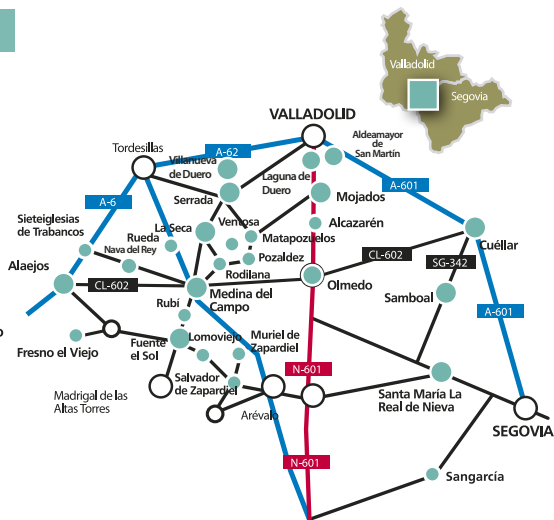 Valladolid
Segovia
VALLADOLID
Aldeamayor
de San Martín
Tordesillas
A-62
Villanueva
de Duero
Laguna de
Duero
A-601
A-6
Serrada
Mojados
Sieteiglesias
de Trabancos
Rueda
La Seca
Ventosa
Alcazarén
Nava del Rey
Matapozuelos
Cuéllar
Pozaldez
CL-602
SG-342
Alaejos
Rodilana
CL-602
Medina del
Campo
Olmedo
Samboal
A-601
Rubí
Fresno el Viejo
Fuente
el Sol
Lomoviejo
Muriel de
Zapardiel
N-601
Madrigal de las
Altas Torres
Salvador
de Zapardiel
Arévalo
Santa María La
Real de Nieva
SEGOVIA
N-601
Sangarcía